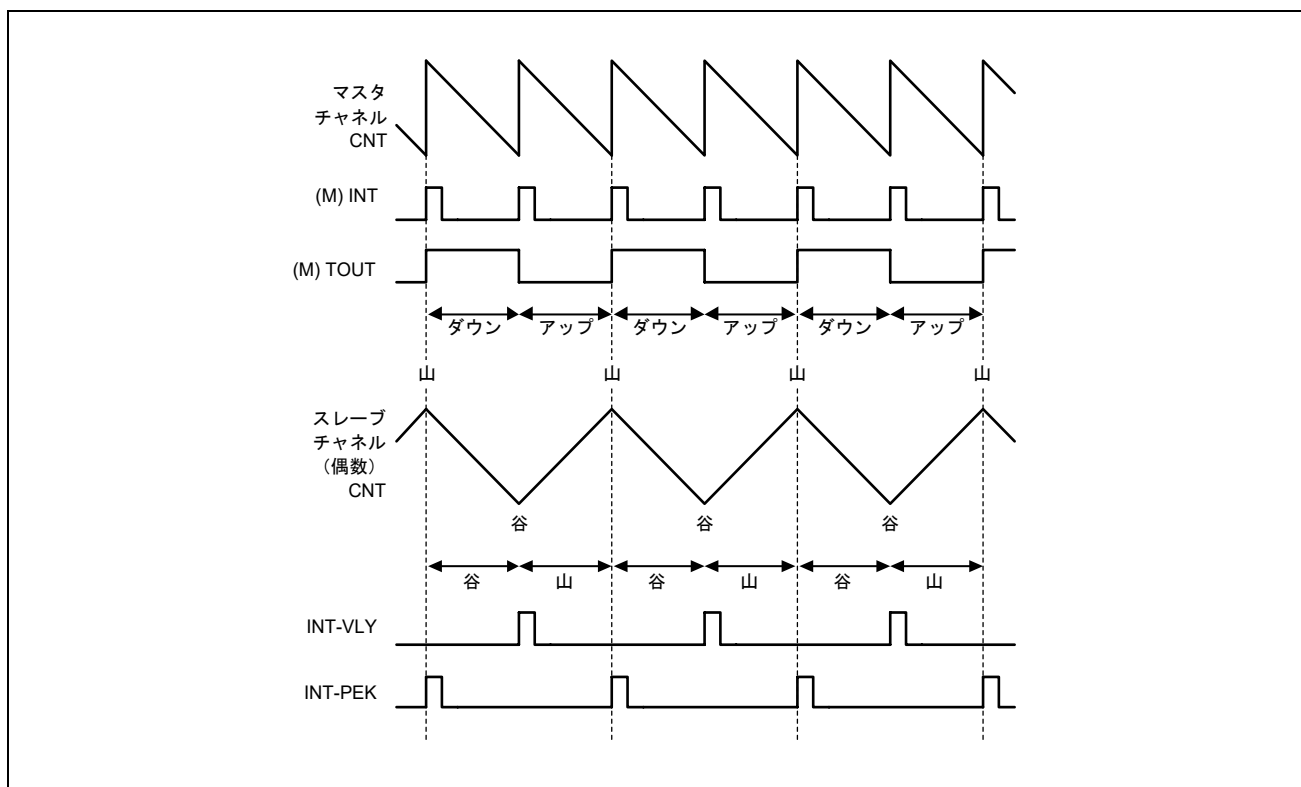 マスタ
チャネル
CNT
(M) INT
(M) TOUT
ダウン アップ ダウン アップ ダウン アップ
山 山 山 山
スレーブ
チャネル
（偶数）
CNT
谷 谷 谷
谷 山 谷 山 谷 山
INT-VLY
INT-PEK